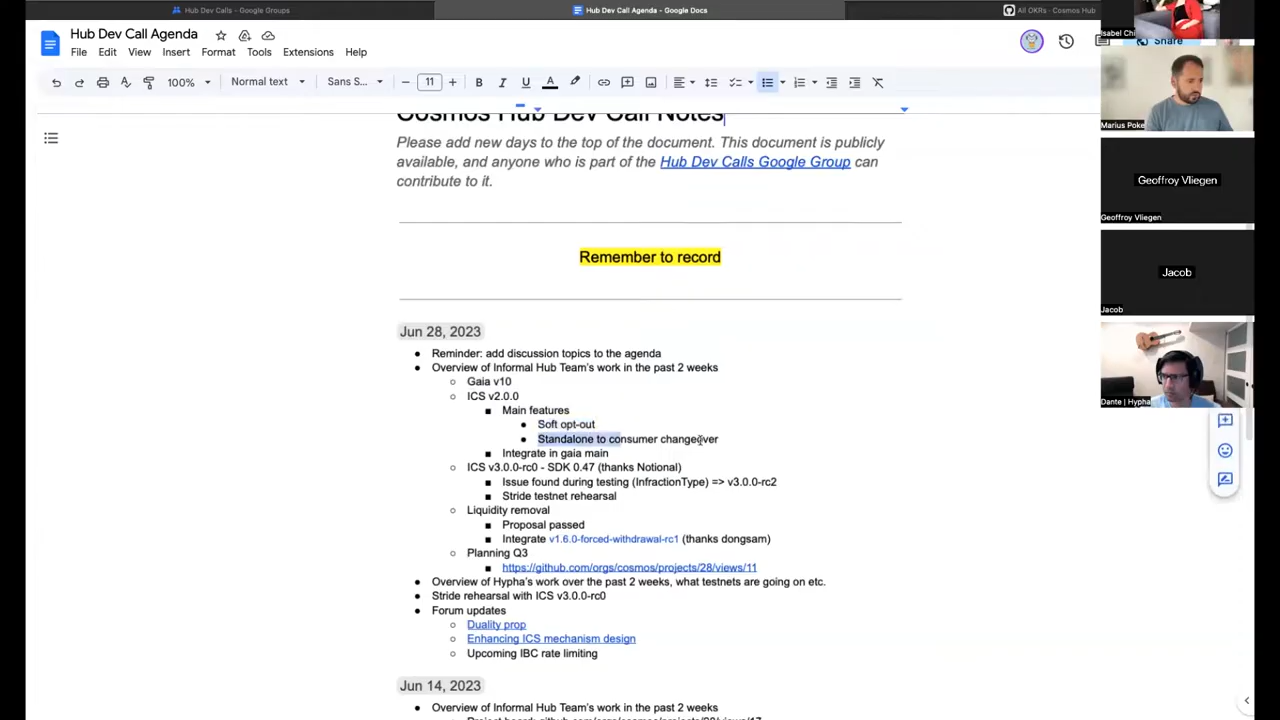 Hub Dev Calls - Google Groups
Hub Dev Call Agenda - Google Docs
All OKRs · Cosmos Hub
Hub Dev Call Agenda
File Edit View Insert Format Tools Extensions Help
Share
100% Normal text Sans S... 11
B I U A
Cosmos Hub Dev Call Notes
Please add new days to the top of the document. This document is publicly
available, and anyone who is part of the Hub Dev Calls Google Group can
contribute to it.
Remember to record
Jun 28, 2023
Reminder: add discussion topics to the agenda
Overview of Informal Hub Team's work in the past 2 weeks
Gaia v10
ICS v2.0.0
Main features
Soft opt-out
Standalone to consumer changeover
Integrate in gaia main
ICS v3.0.0-rc0 - SDK 0.47 (thanks Notional)
Issue found during testing (InfractionType) => v3.0.0-rc2
Stride testnet rehearsal
Liquidity removal
Proposal passed
Integrate v1.6.0-forced-withdrawal-rc1 (thanks dongsam)
Planning Q3
https://github.com/orgs/cosmos/projects/28/views/11
Overview of Hypha's work over the past 2 weeks, what testnets are going on etc.
Stride rehearsal with ICS v3.0.0-rc0
Forum updates
Duality prop
Enhancing ICS mechanism design
Upcoming IBC rate limiting
Jun 14, 2023
Overview of Informal Hub Team's work in the past 2 weeks
Isabel Chi
Marius Poke
Geoffroy Vliegen
Geoffroy Vliegen
Jacob
Jacob
Dante | Hypha